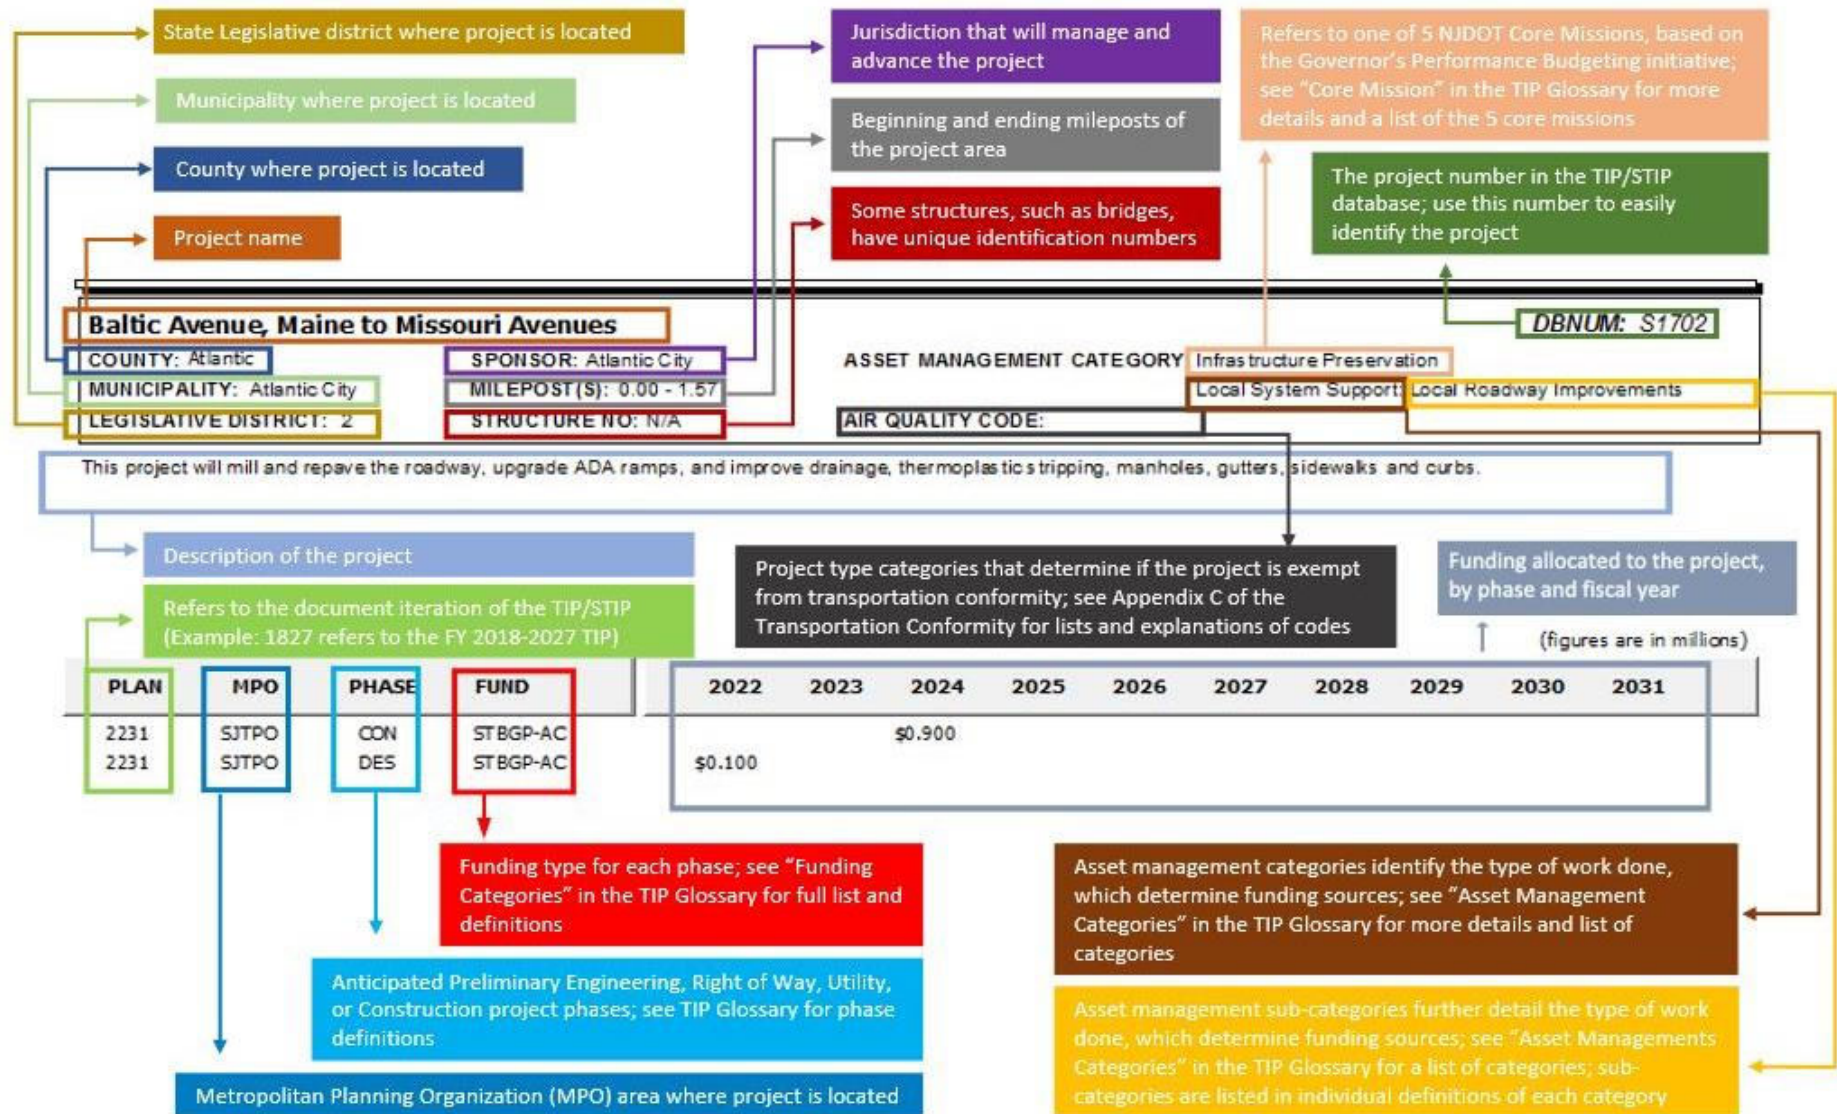 State Legislative district where project is located
Municipality where project is located
County where project is located
Project name
Jurisdiction that will manage and
advance the project
Beginning and ending mileposts of
the project area
Some structures, such as bridges,
have unique identification numbers
Refers to one of 5 NJDOT Core Missions, based on
the Governor's Performance Budgeting initiative;
see "Core Mission" in the TIP Glossary for more
details and a list of the 5 core missions
The project number in the TIP/STIP
database; use this number to easily
identify the project
Baltic Avenue, Maine to Missouri Avenues
DBNUM: S1702
COUNTY: Atlantic
SPONSOR: Atlantic City
ASSET MANAGEMENT CATEGORY Infrastructure Preservation
MUNICIPALITY: Atlantic City
MILEPOST(S): 0.00 - 1.57
Local System Support: Local Roadway Improvements
LEGISLATIVE DISTRICT: 2
STRUCTURE NO: N/A
AIR QUALITY CODE:
This project will mill and repave the roadway, upgrade ADA ramps, and improve drainage, thermoplastic stripping, manholes, gutters, sidewalks and curbs.
Description of the project
Refers to the document iteration of the TIP/STIP
(Example: 1827 refers to the FY 2018-2027 TIP)
Project type categories that determine if the project is exempt
from transportation conformity; see Appendix C of the
Transportation Conformity for lists and explanations of codes
Funding allocated to the project,
by phase and fiscal year
(figures are in millions)
PLAN MPO PHASE FUND 2022 2023 2024 2025 2026 2027 2028 2029 2030 2031
2231 SJTPO CON STBGP-AC $0.900
2231 SJTPO DES STBGP-AC $0.100
Funding type for each phase; see "Funding
Categories" in the TIP Glossary for full list and
definitions
Anticipated Preliminary Engineering, Right of Way, Utility,
or Construction project phases; see TIP Glossary for phase
definitions
Metropolitan Planning Organization (MPO) area where project is located
Asset management categories identify the type of work done,
which determine funding sources; see "Asset Management
Categories" in the TIP Glossary for more details and list of
categories
Asset management sub-categories further detail the type of work
done, which determine funding sources; see "Asset Managements
Categories" in the TIP Glossary for a list of categories; sub-
categories are listed in individual definitions of each category